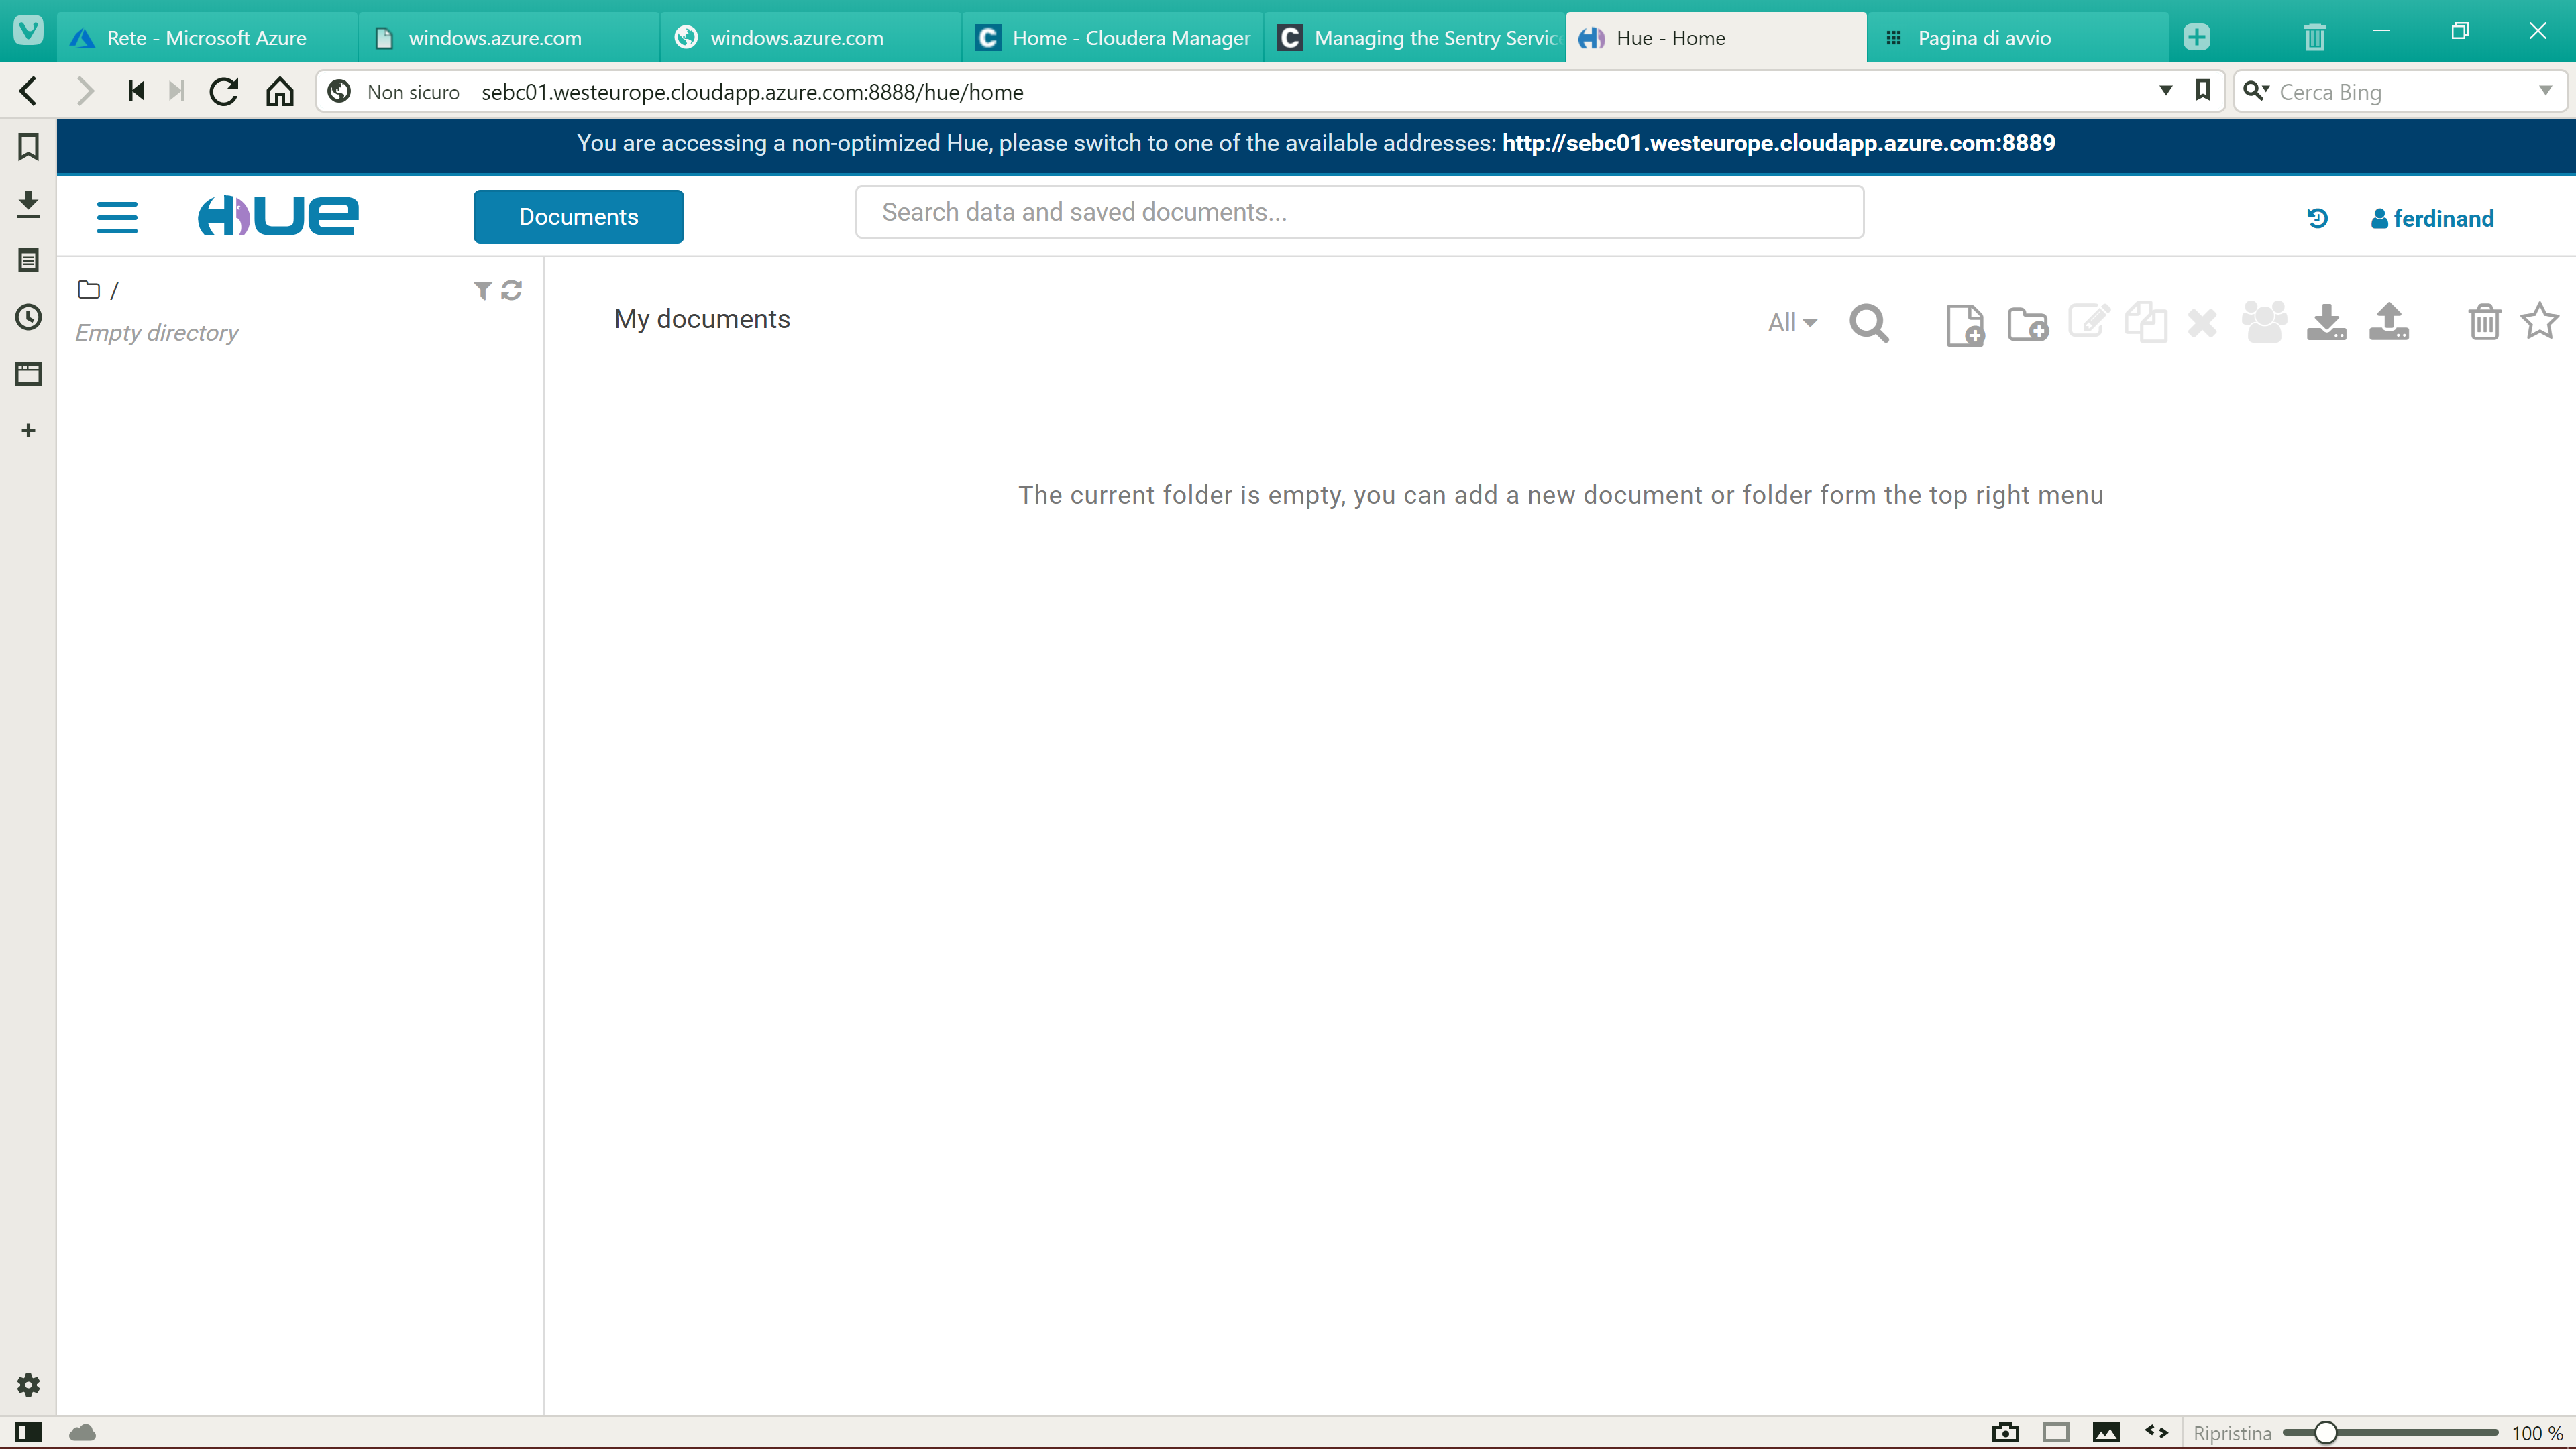 Rete - Microsoft Azure
windows.azure.com
windows.azure.com
Home - Cloudera Manager
Managing the Sentry Servic
Hue - Home
Pagina di avvio
Non sicuro
sebc01.westeurope.cloudapp.azure.com:8888/hue/home
Cerca Bing
You are accessing a non-optimized Hue, please switch to one of the available addresses: http://sebc01.westeurope.cloudapp.azure.com:8889
HUE
Documents
Search data and saved documents...
ferdinand
/
Empty directory
My documents
All
The current folder is empty, you can add a new document or folder form the top right menu
Ripristina
100 %